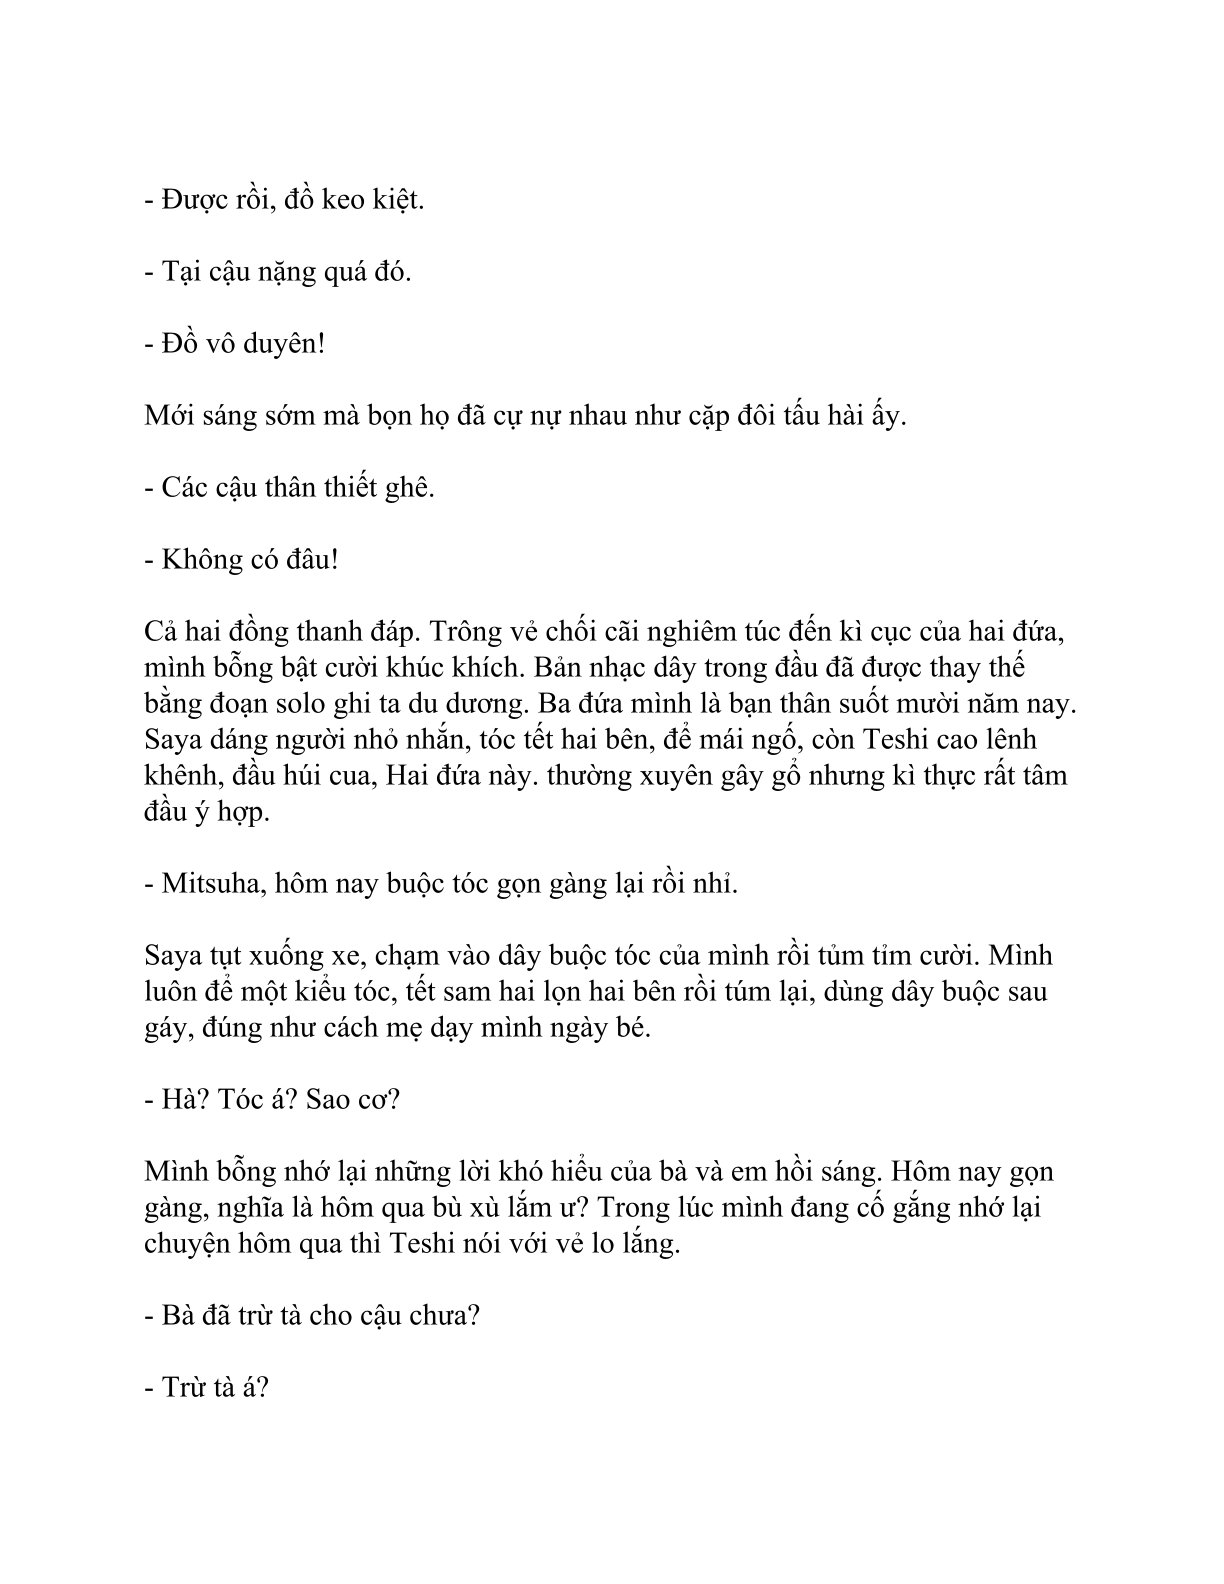 - Được rồi, đồ keo kiệt.
- Tại cậu nặng quá đó.
- Đồ vô duyên!
Mới sáng sớm mà bọn họ đã cự nự nhau như cặp đôi tấu hài ấy.
- Các cậu thân thiết ghê.
- Không có đâu!
Cả hai đồng thanh đáp. Trông vẻ chối cãi nghiêm túc đến kì cục của hai đứa,
mình bỗng bật cười khúc khích. Bản nhạc dây trong đầu đã được thay thế
bằng đoạn solo ghi ta du dương. Ba đứa mình là bạn thân suốt mười năm nay.
Saya dáng người nhỏ nhắn, tóc tết hai bên, để mái ngố, còn Teshi cao lênh
khênh, đầu húi cua, Hai đứa này. thường xuyên gây gổ nhưng kì thực rất tâm
đầu ý hợp.
- Mitsuha, hôm nay buộc tóc gọn gàng lại rồi nhỉ.
Saya tụt xuống xe, chạm vào dây buộc tóc của mình rồi tủm tỉm cười. Mình
luôn để một kiểu tóc, tết sam hai lọn hai bên rồi túm lại, dùng dây buộc sau
gáy, đúng như cách mẹ dạy mình ngày bé.
- Hà? Tóc á? Sao cơ?
Mình bỗng nhớ lại những lời khó hiểu của bà và em hồi sáng. Hôm nay gọn
gàng, nghĩa là hôm qua bù xù lắm ư? Trong lúc mình đang cố gắng nhớ lại
chuyện hôm qua thì Teshi nói với vẻ lo lắng.
- Bà đã trừ tà cho cậu chưa?
- Trừ tà á?